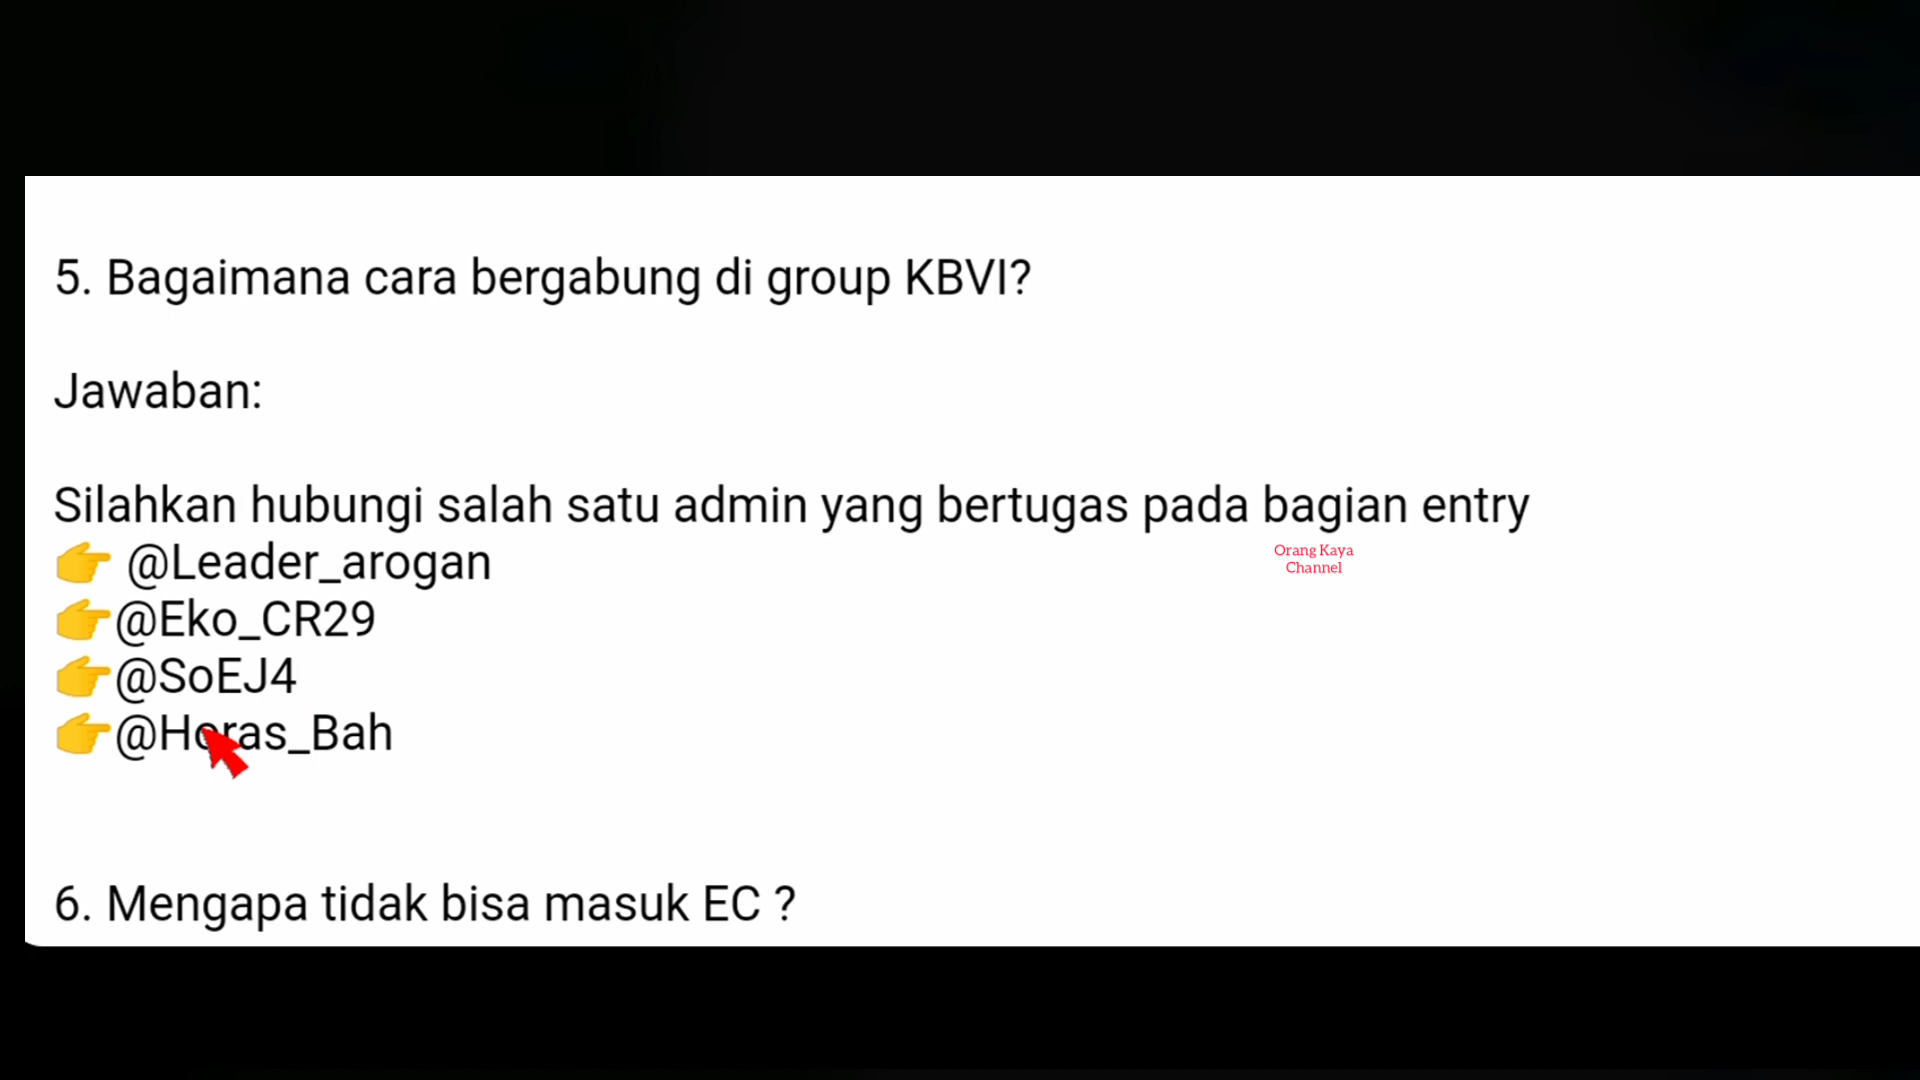 5. Bagaimana cara bergabung di group KBVI?
Jawaban:
Silahkan hubungi salah satu admin yang bertugas pada bagian entry
👉 @Leader_arogan
👉@Eko_CR29
👉@SoEJ4
👉@Horas_Bah
Orang Kaya
Channel
6. Mengapa tidak bisa masuk EC ?